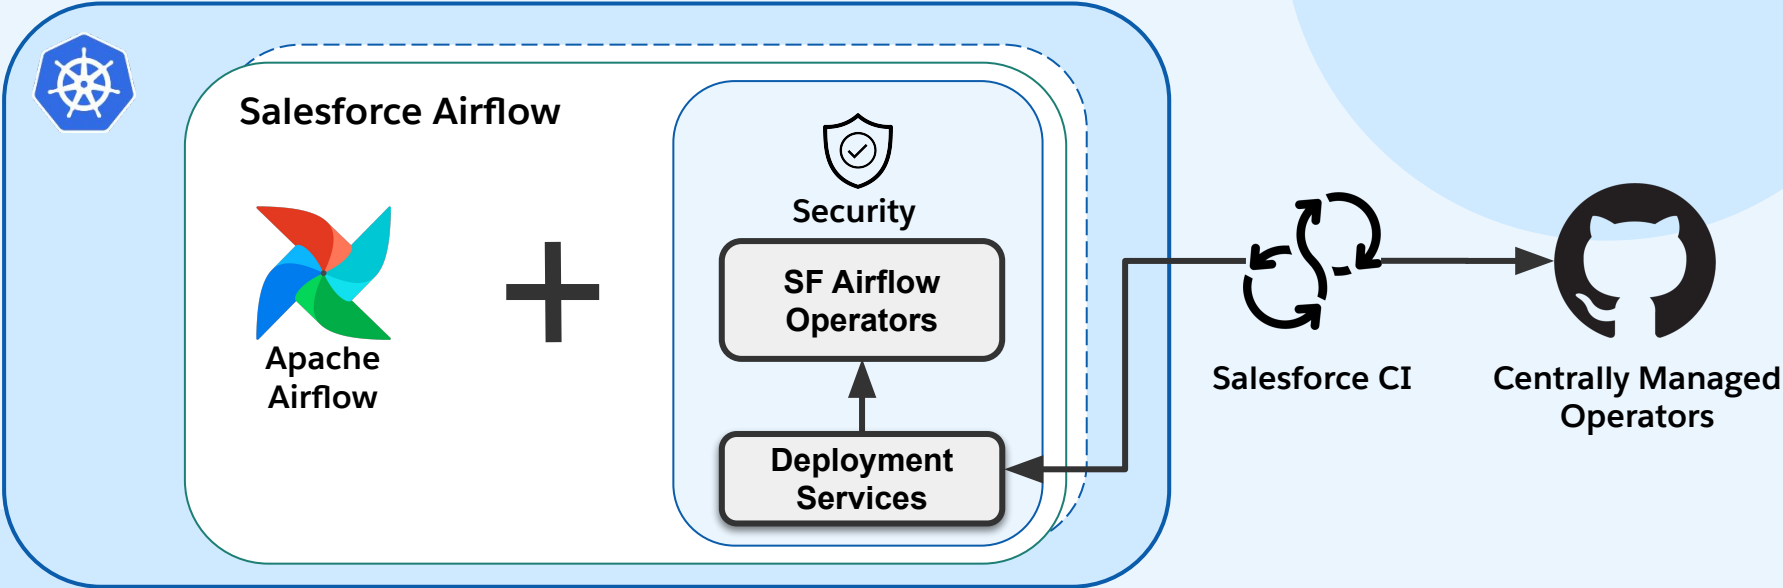 Salesforce Airflow
Apache
Airflow
Security
SF Airflow
Operators
Deployment
Services
Salesforce CI
Centrally Managed
Operators